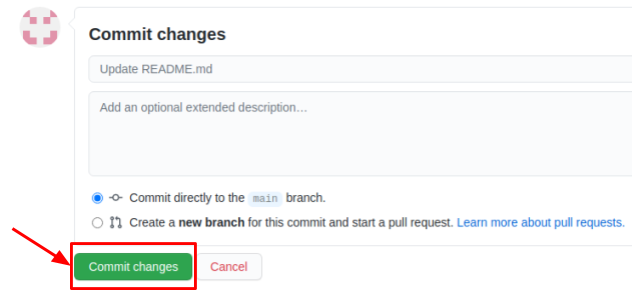 Commit changes
Update README.md
Add an optional extended description…
Commit directly to the main branch.
Create a new branch for this commit and start a pull request. Learn more about pull requests.
Commit changes Cancel